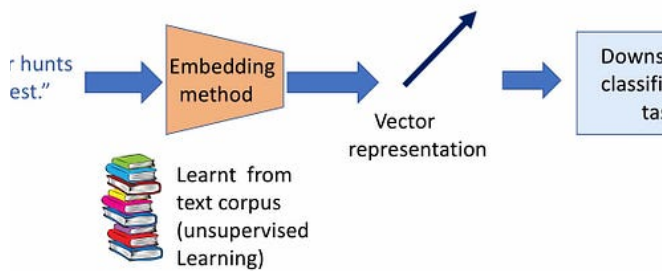 r hunts
est.”
Embedding
method
Vector
representation
Downs
classifi
tas
Learnt from
text corpus
(unsupervised
Learning)